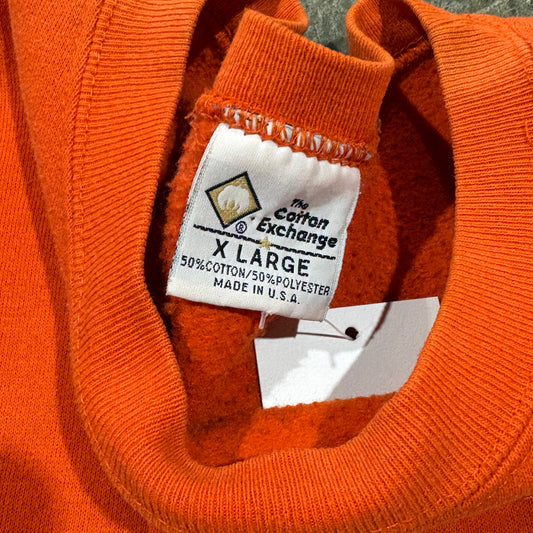 The
Cotton
Exchange
®
X LARGE
50%COTTON/50%POLYESTER
MADE IN U.S.A.